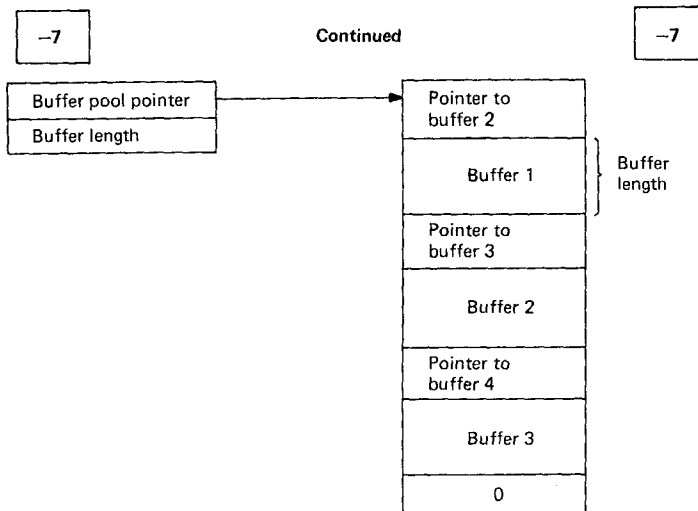 –7
Continued
–7
Buffer pool pointer
Buffer length
Pointer to
buffer 2
Buffer 1
Buffer
length
Pointer to
buffer 3
Buffer 2
Pointer to
buffer 4
Buffer 3
0